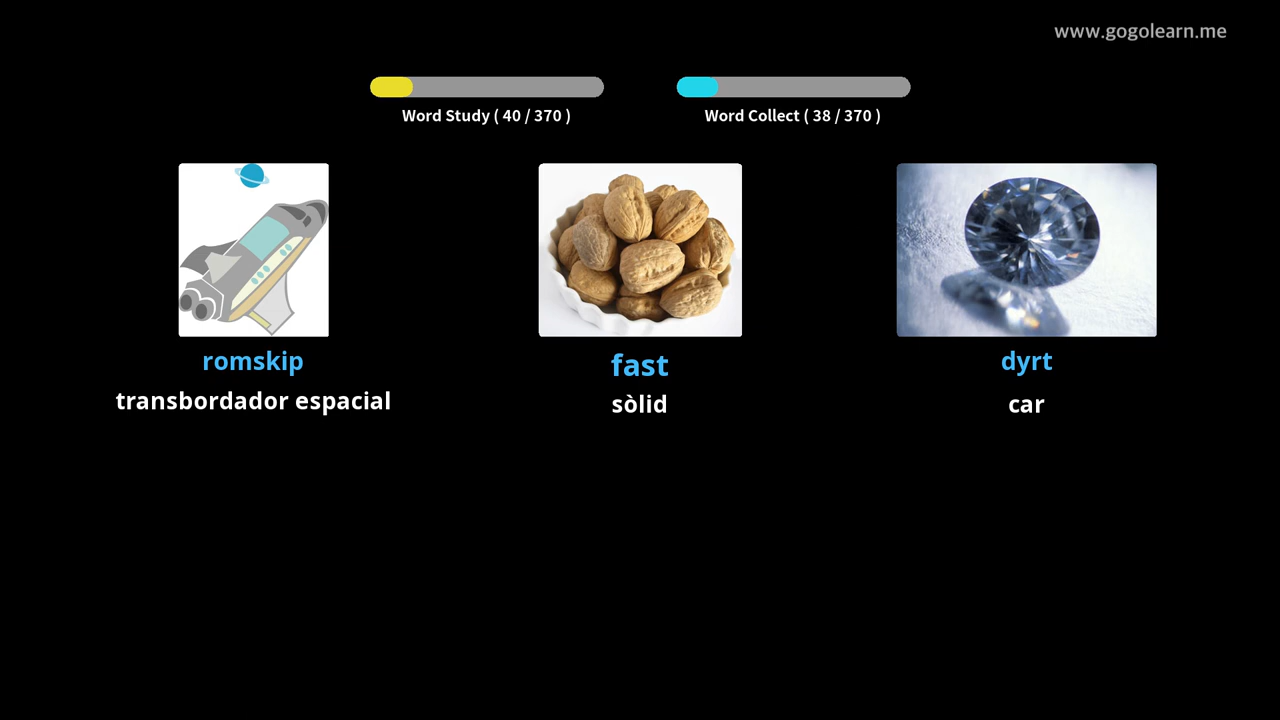 www.gogolearn.me
Word Study ( 40 / 370 )
Word Collect ( 38 / 370 )
romskip
transbordador espacial
fast
sòlid
dyrt
car